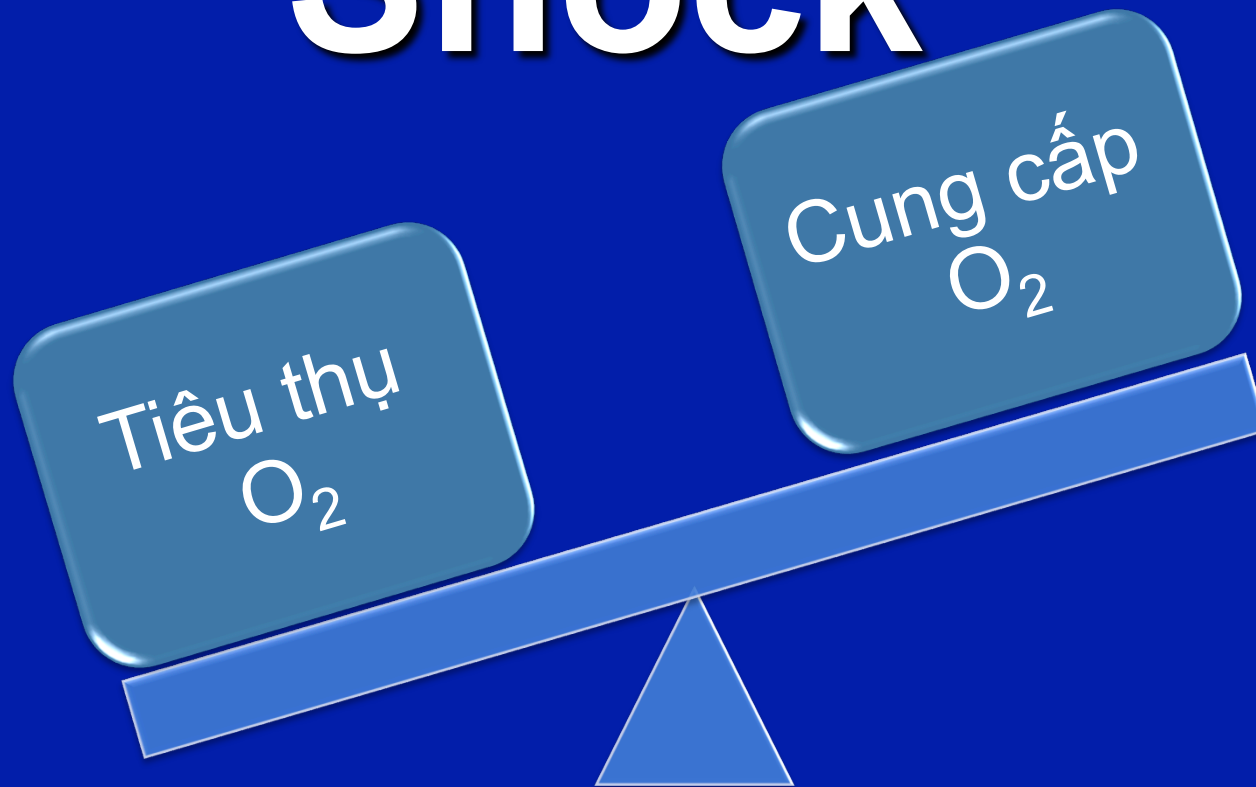 Shock
Cung cấp
O₂
Tiêu thụ
O₂